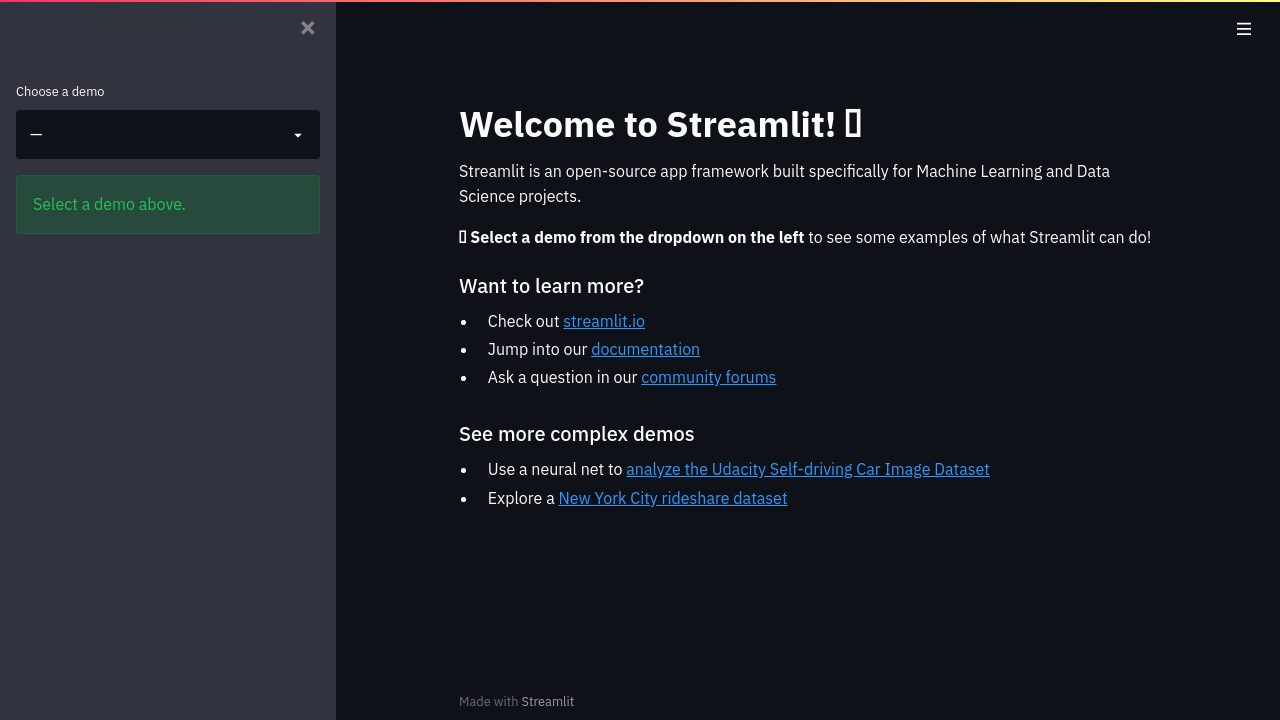 Choose a demo
—
Select a demo above.
Welcome to Streamlit!
Streamlit is an open-source app framework built specifically for Machine Learning and Data
Science projects.
Select a demo from the dropdown on the left to see some examples of what Streamlit can do!
Want to learn more?
Check out streamlit.io
Jump into our documentation
Ask a question in our community forums
See more complex demos
Use a neural net to analyze the Udacity Self-driving Car Image Dataset
Explore a New York City rideshare dataset
Made with Streamlit